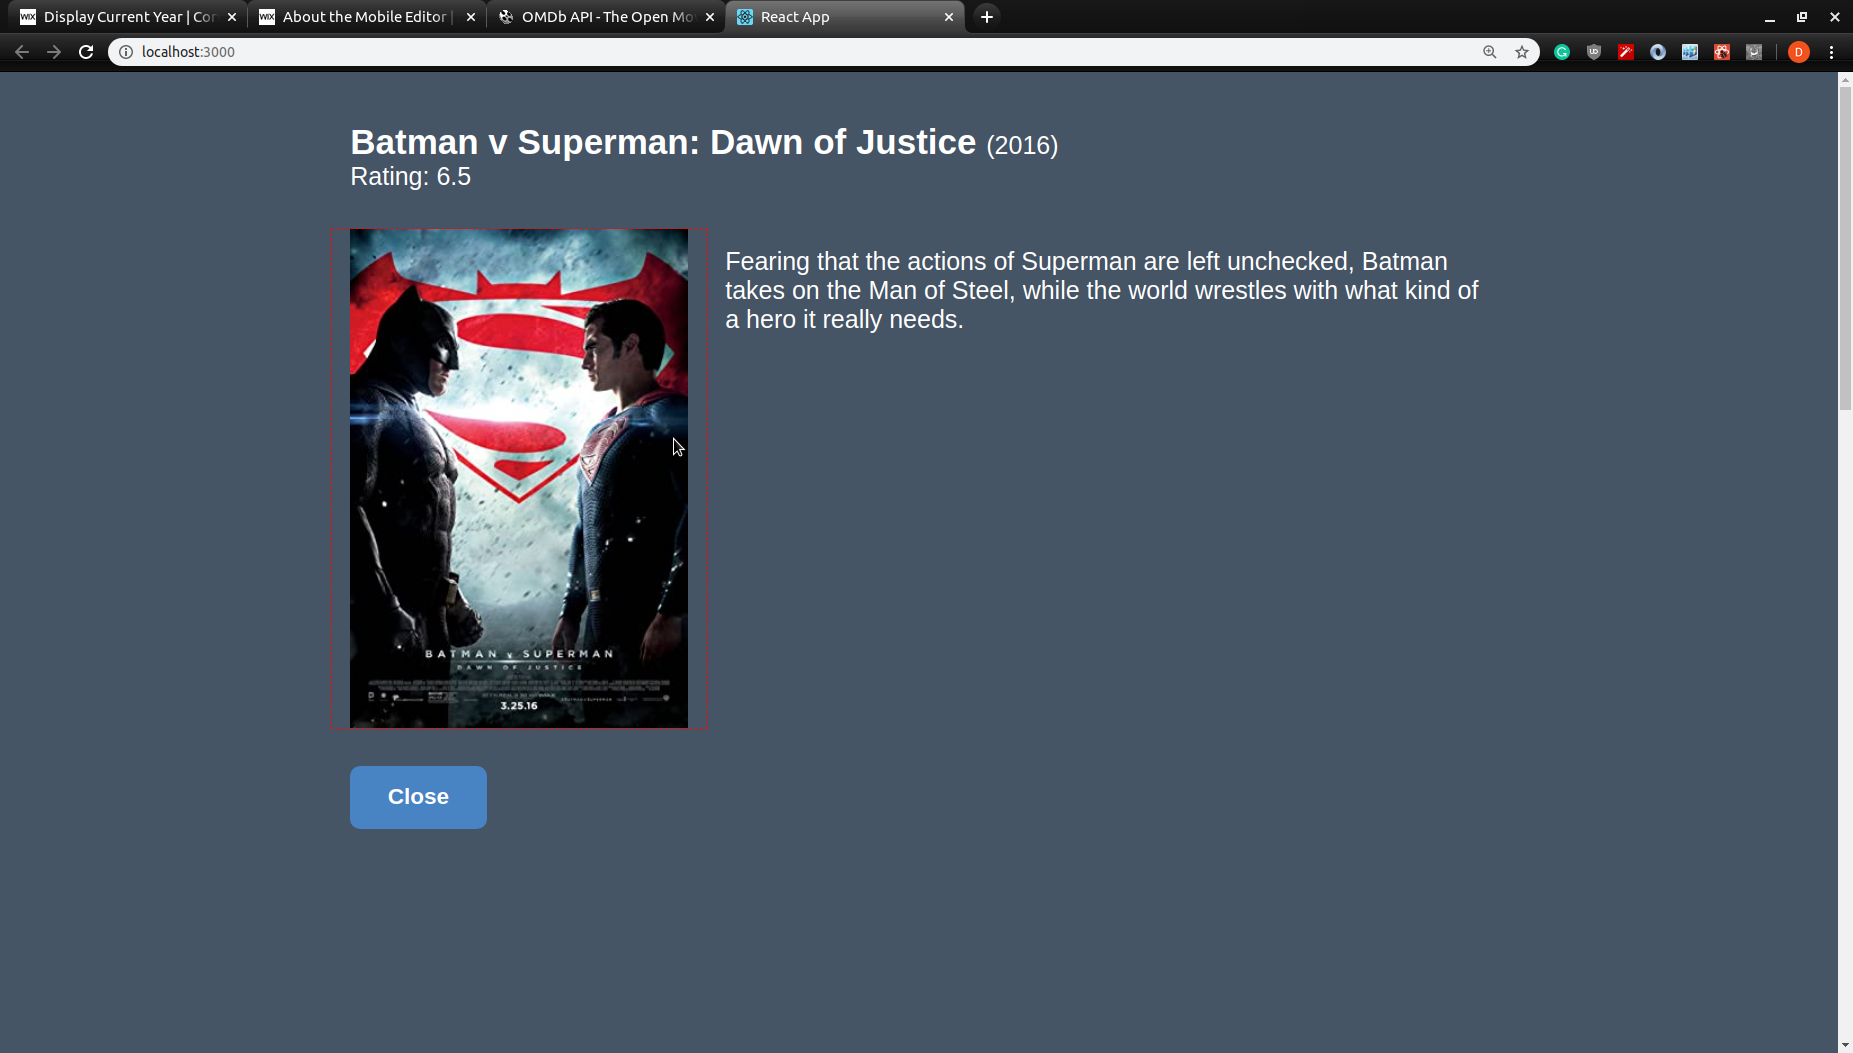 WIX Display Current Year | Cor
WIX About the Mobile Editor |
OMDb API - The Open Mo
React App
localhost:3000
D
Batman v Superman: Dawn of Justice (2016)
Rating: 6.5
Fearing that the actions of Superman are left unchecked, Batman
takes on the Man of Steel, while the world wrestles with what kind of
a hero it really needs.
BATMAN v SUPERMAN
DAWN OF JUSTICE
3.25.16
Close